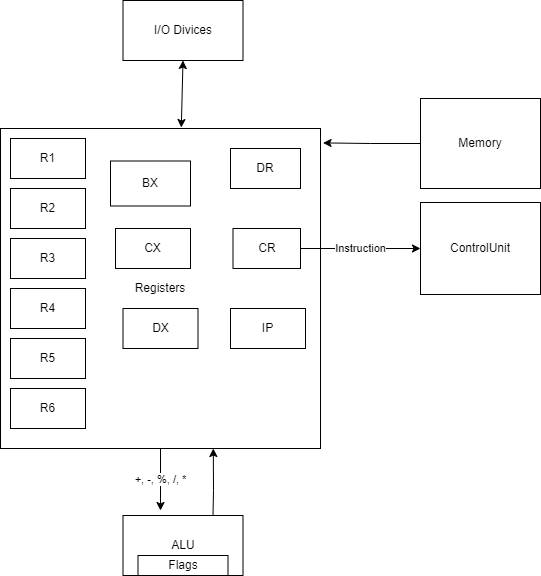 I/O Divices
Memory
R1
BX
DR
R2
CX
CR
Instruction
ControlUnit
R3
Registers
R4
DX
IP
R5
R6
+, -, %, /, *
ALU
Flags